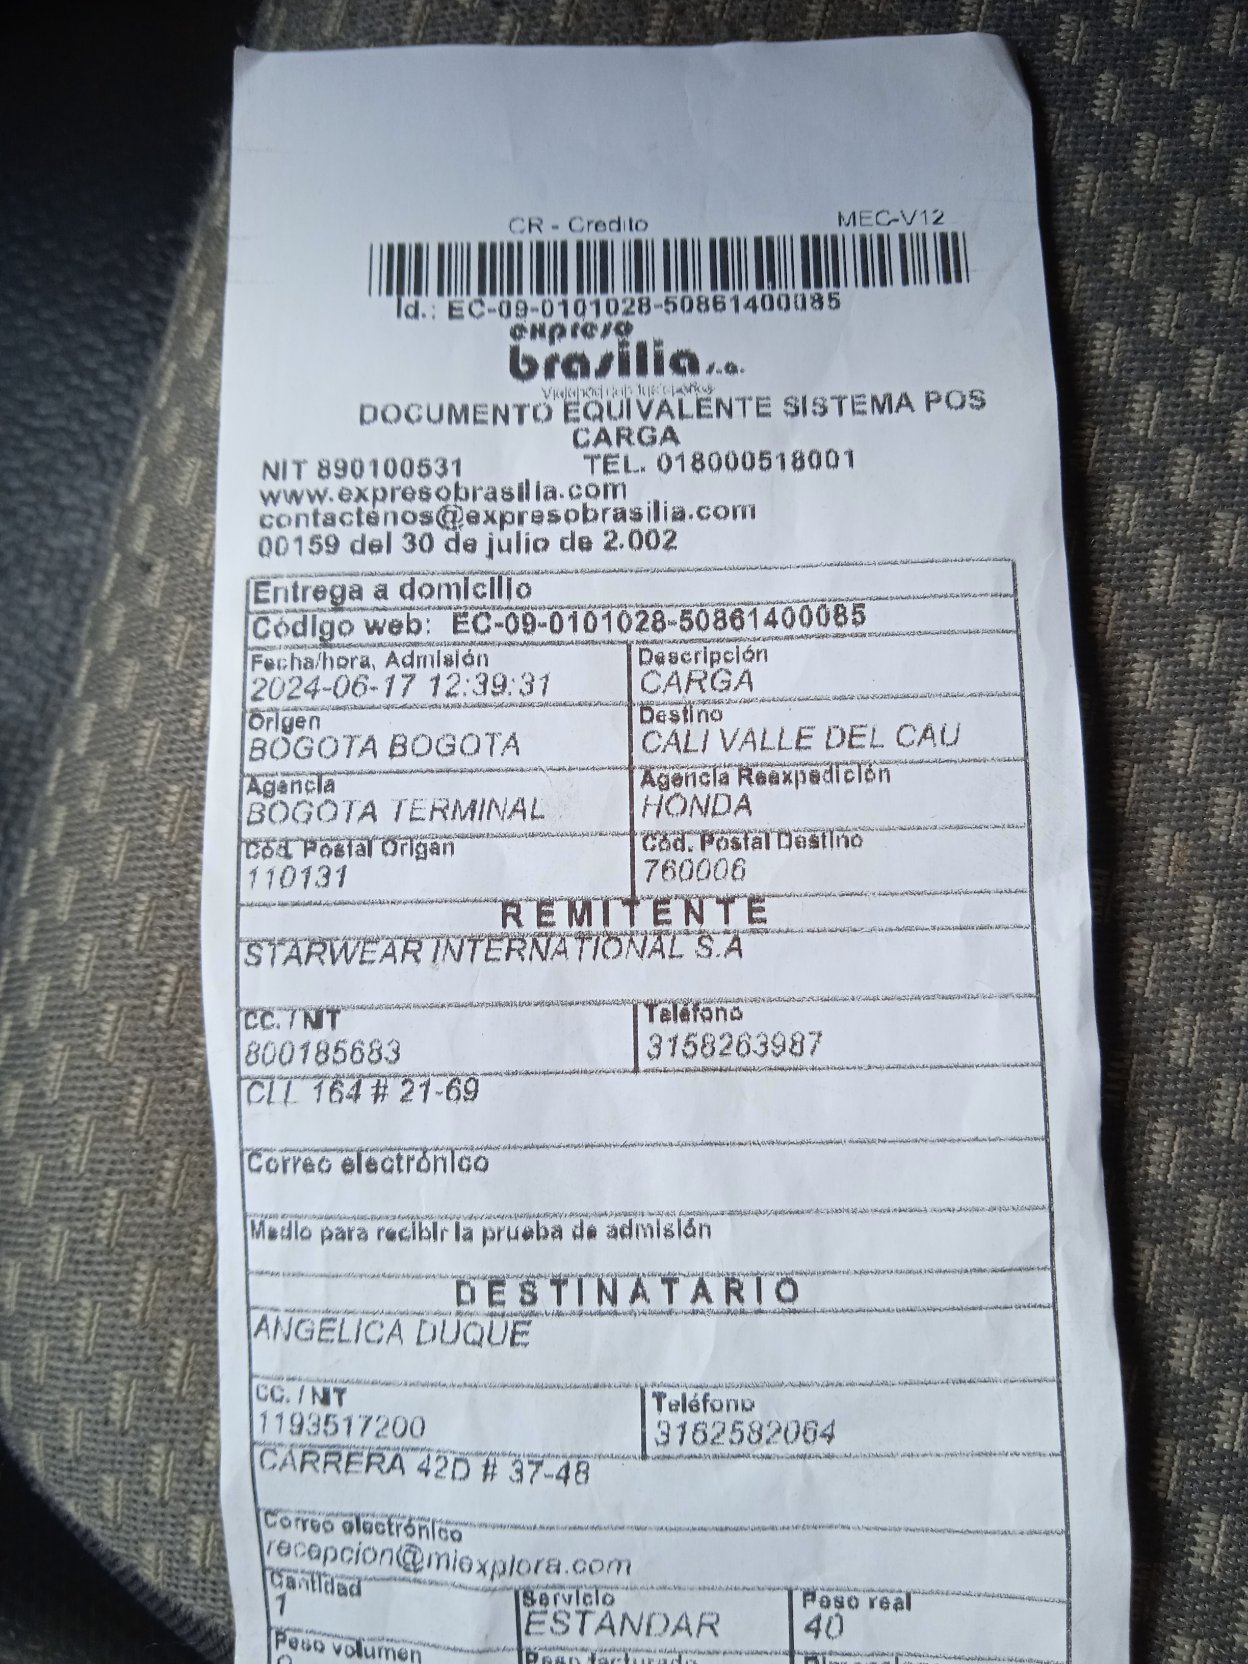 CR - Credito MEC-V12
Id.: EC-09-0101028-50861400085
expreso
brasilia s.a.
DOCUMENTO EQUIVALENTE SISTEMA POS
CARGA
NIT 890100531 TEL. 018000518001
www.expresobrasilia.com
contactenos@expresobrasilia.com
00159 del 30 de julio de 2.002
Entrega a domicilio
Código web: EC-09-0101028-50861400085
Fecha/hora, Admisión Descripción
2024-06-17 12:39:31 CARGA
Origen Destino
BOGOTA BOGOTA CALI VALLE DEL CAU
Agencia Agencia Reexpedición
BOGOTA TERMINAL HONDA
Cód. Postal Origen Cód. Postal Destino
110131 760006
REMITENTE
STARWEAR INTERNATIONAL S.A
CC. / NIT Teléfono
800185683 3158263987
CLL 164 # 21-69
Correo electrónico
Medio para recibir la prueba de admisión
DESTINATARIO
ANGELICA DUQUE
CC. / NIT Teléfono
1193517200 3162582064
CARRERA 42D # 37-48
Correo electrónico
recepcion@miexplora.com
Cantidad Servicio Peso real
1 ESTANDAR 40
Peso volumen Peso facturado